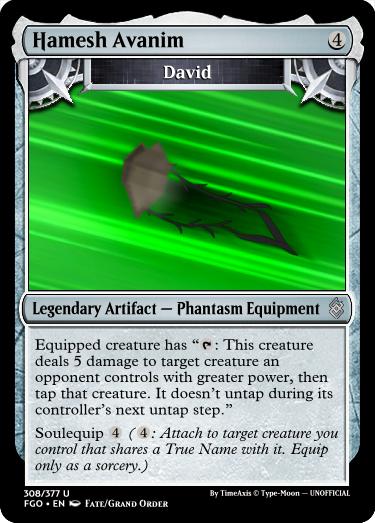 Hamesh Avanim 4
David
Legendary Artifact — Phantasm Equipment
Equipped creature has “: This creature
deals 5 damage to target creature an
opponent controls with greater power, then
tap that creature. It doesn't untap during its
controller's next untap step.”
Soulequip 4 (4: Attach to target creature you
control that shares a True Name with it. Equip
only as a sorcery.)
308/377 U
FGO • EN Fate/Grand Order
By TimeAxis © Type-Moon — UNOFFICIAL